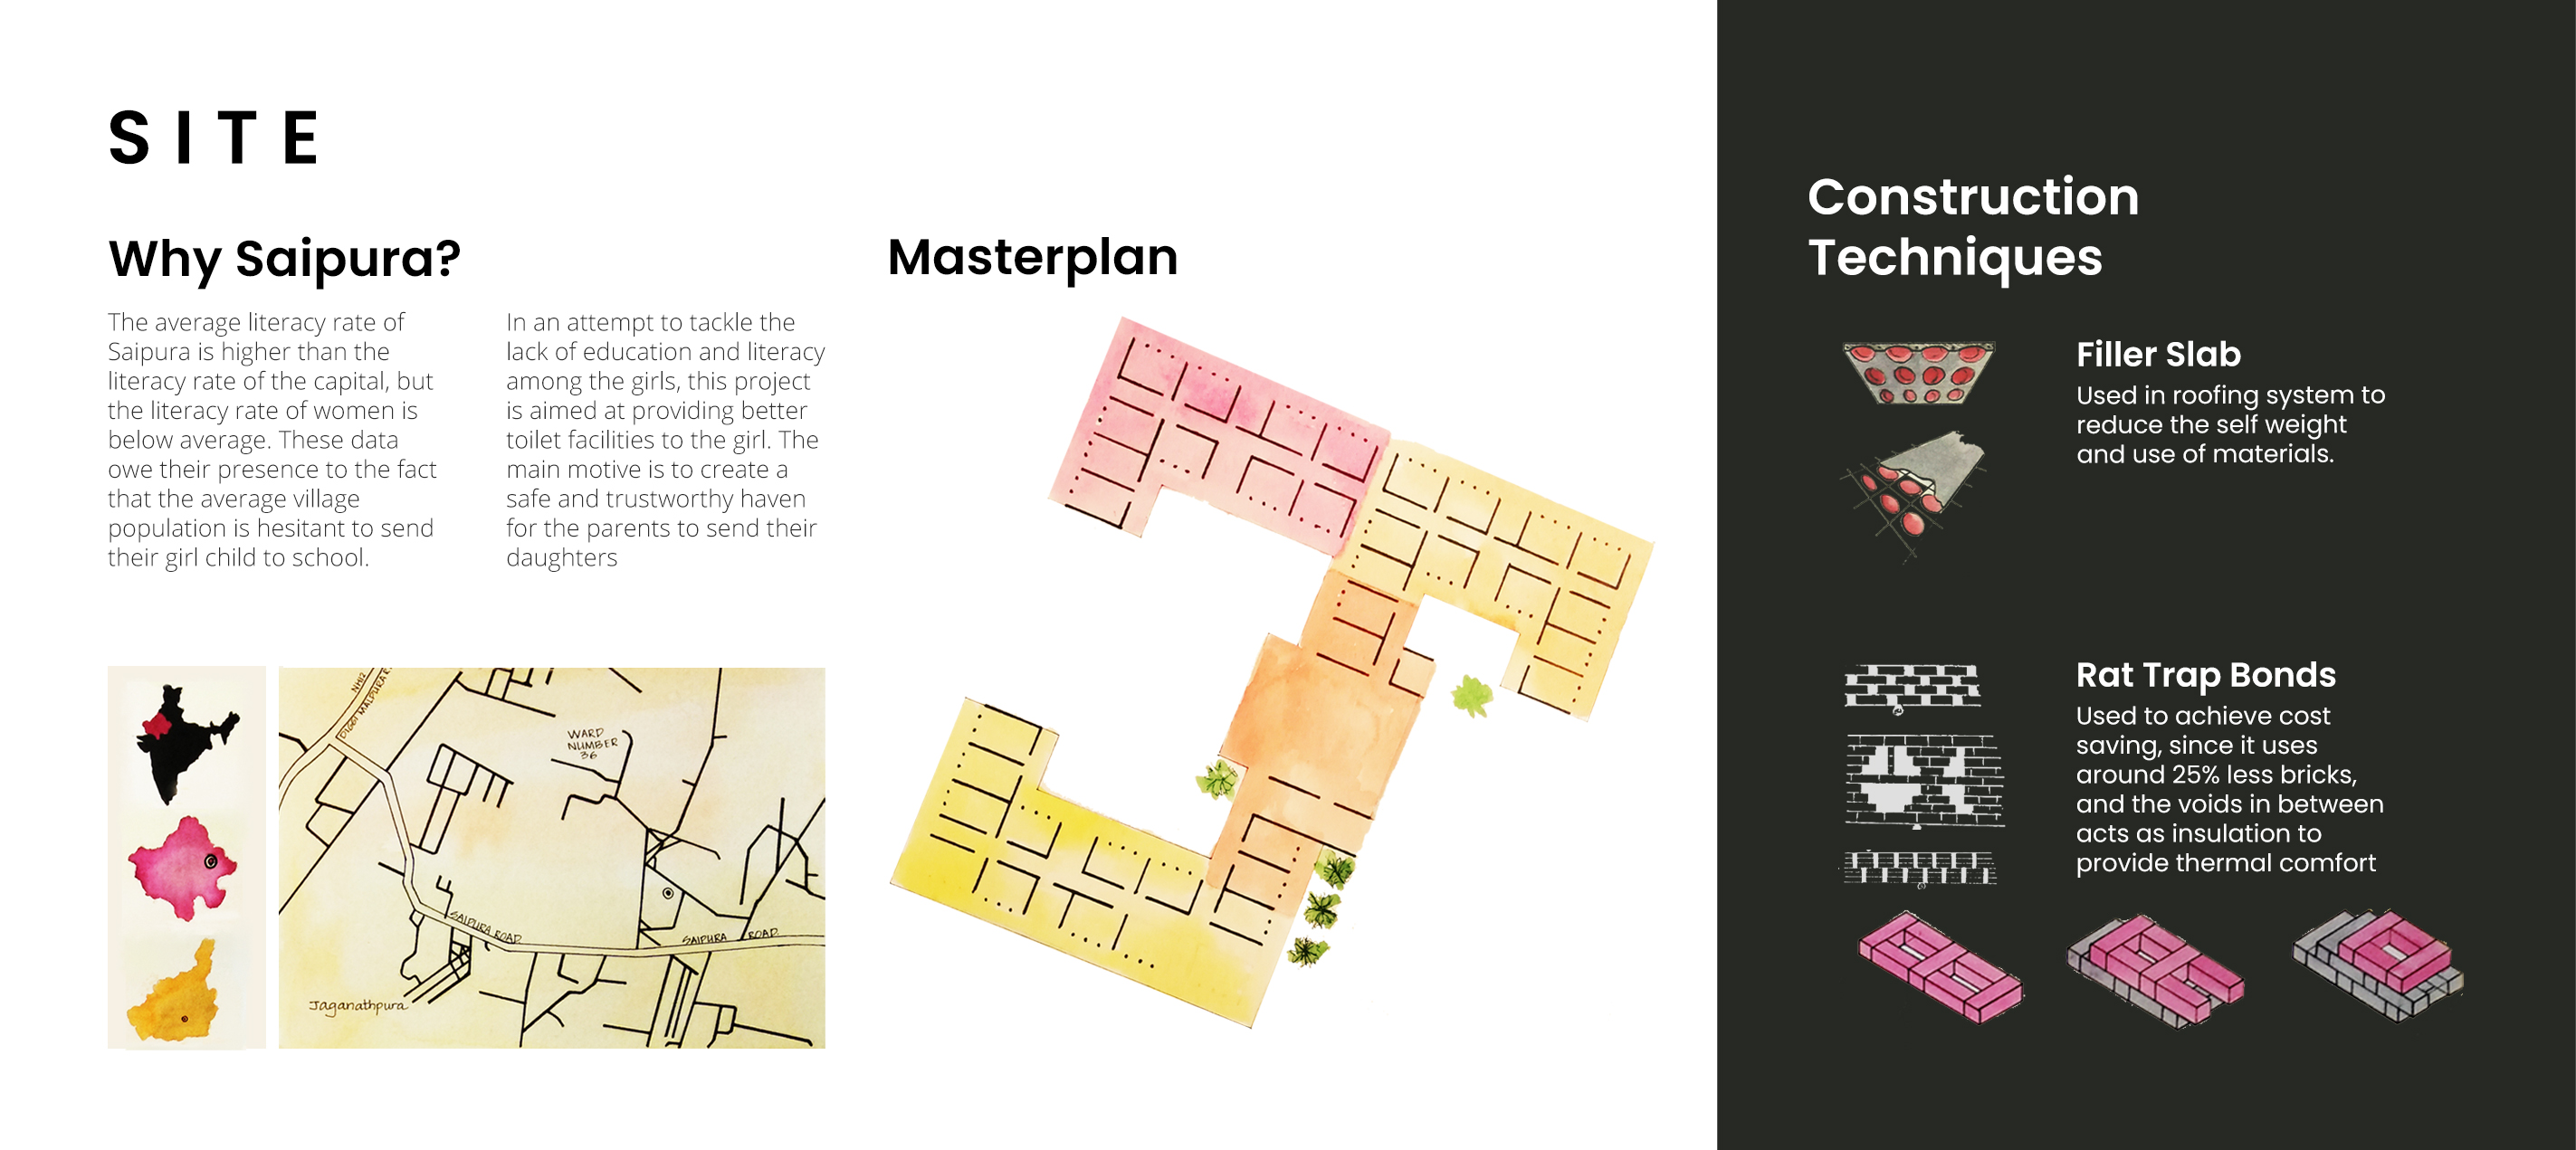 SITE
Why Saipura?
The average literacy rate of
Saipura is higher than the
literacy rate of the capital, but
the literacy rate of women is
below average. These data
owe their presence to the fact
that the average village
population is hesitant to send
their girl child to school.
In an attempt to tackle the
lack of education and literacy
among the girls, this project
is aimed at providing better
toilet facilities to the girl. The
main motive is to create a
safe and trustworthy haven
for the parents to send their
daughters
NH12
DIGGI MALPURA R
WARD
NUMBER
36
SAIPURA ROAD
SAIPURA ROAD
Jaganathpura
Masterplan
Construction
Techniques
Filler Slab
Used in roofing system to
reduce the self weight
and use of materials.
Rat Trap Bonds
Used to achieve cost
saving, since it uses
around 25% less bricks,
and the voids in between
acts as insulation to
provide thermal comfort